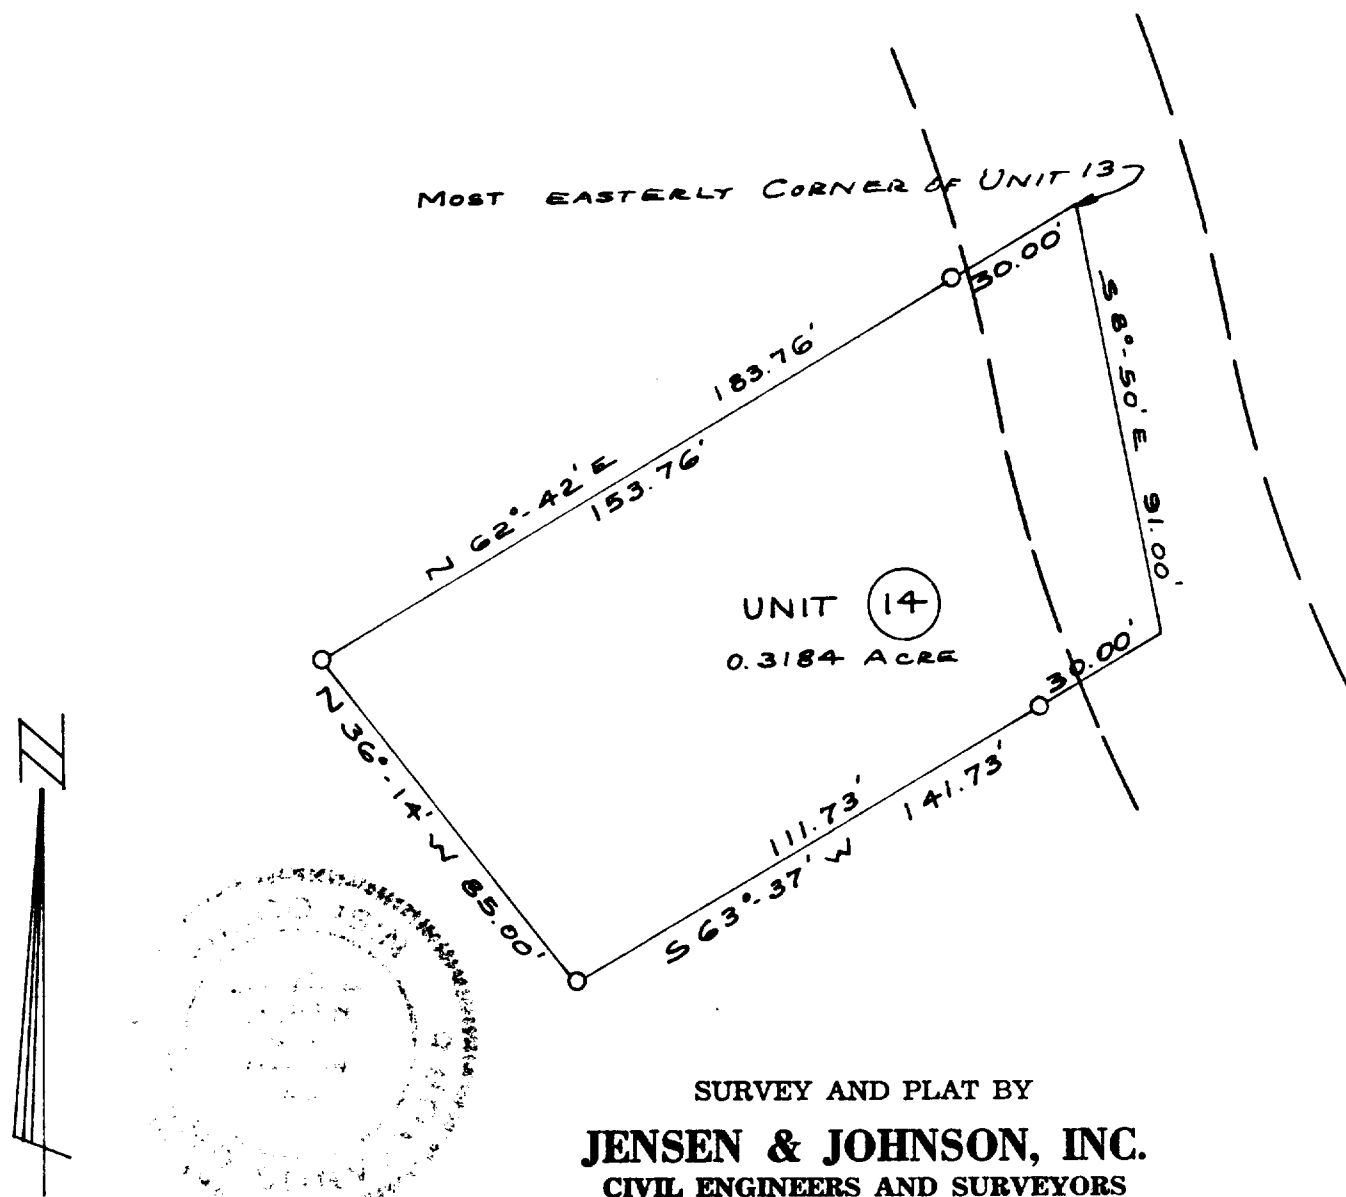 MOST EASTERLY CORNER OF UNIT 13
30.00'
S 8°-50' E 91.00'
183.76'
N 62°-42' E
153.76'
UNIT 14
0.3184 ACRE
30.00'
N 36°-14' W 85.00'
111.73'
141.73'
S 63°-37' W
N
SURVEY AND PLAT BY
JENSEN & JOHNSON, INC.
CIVIL ENGINEERS AND SURVEYORS